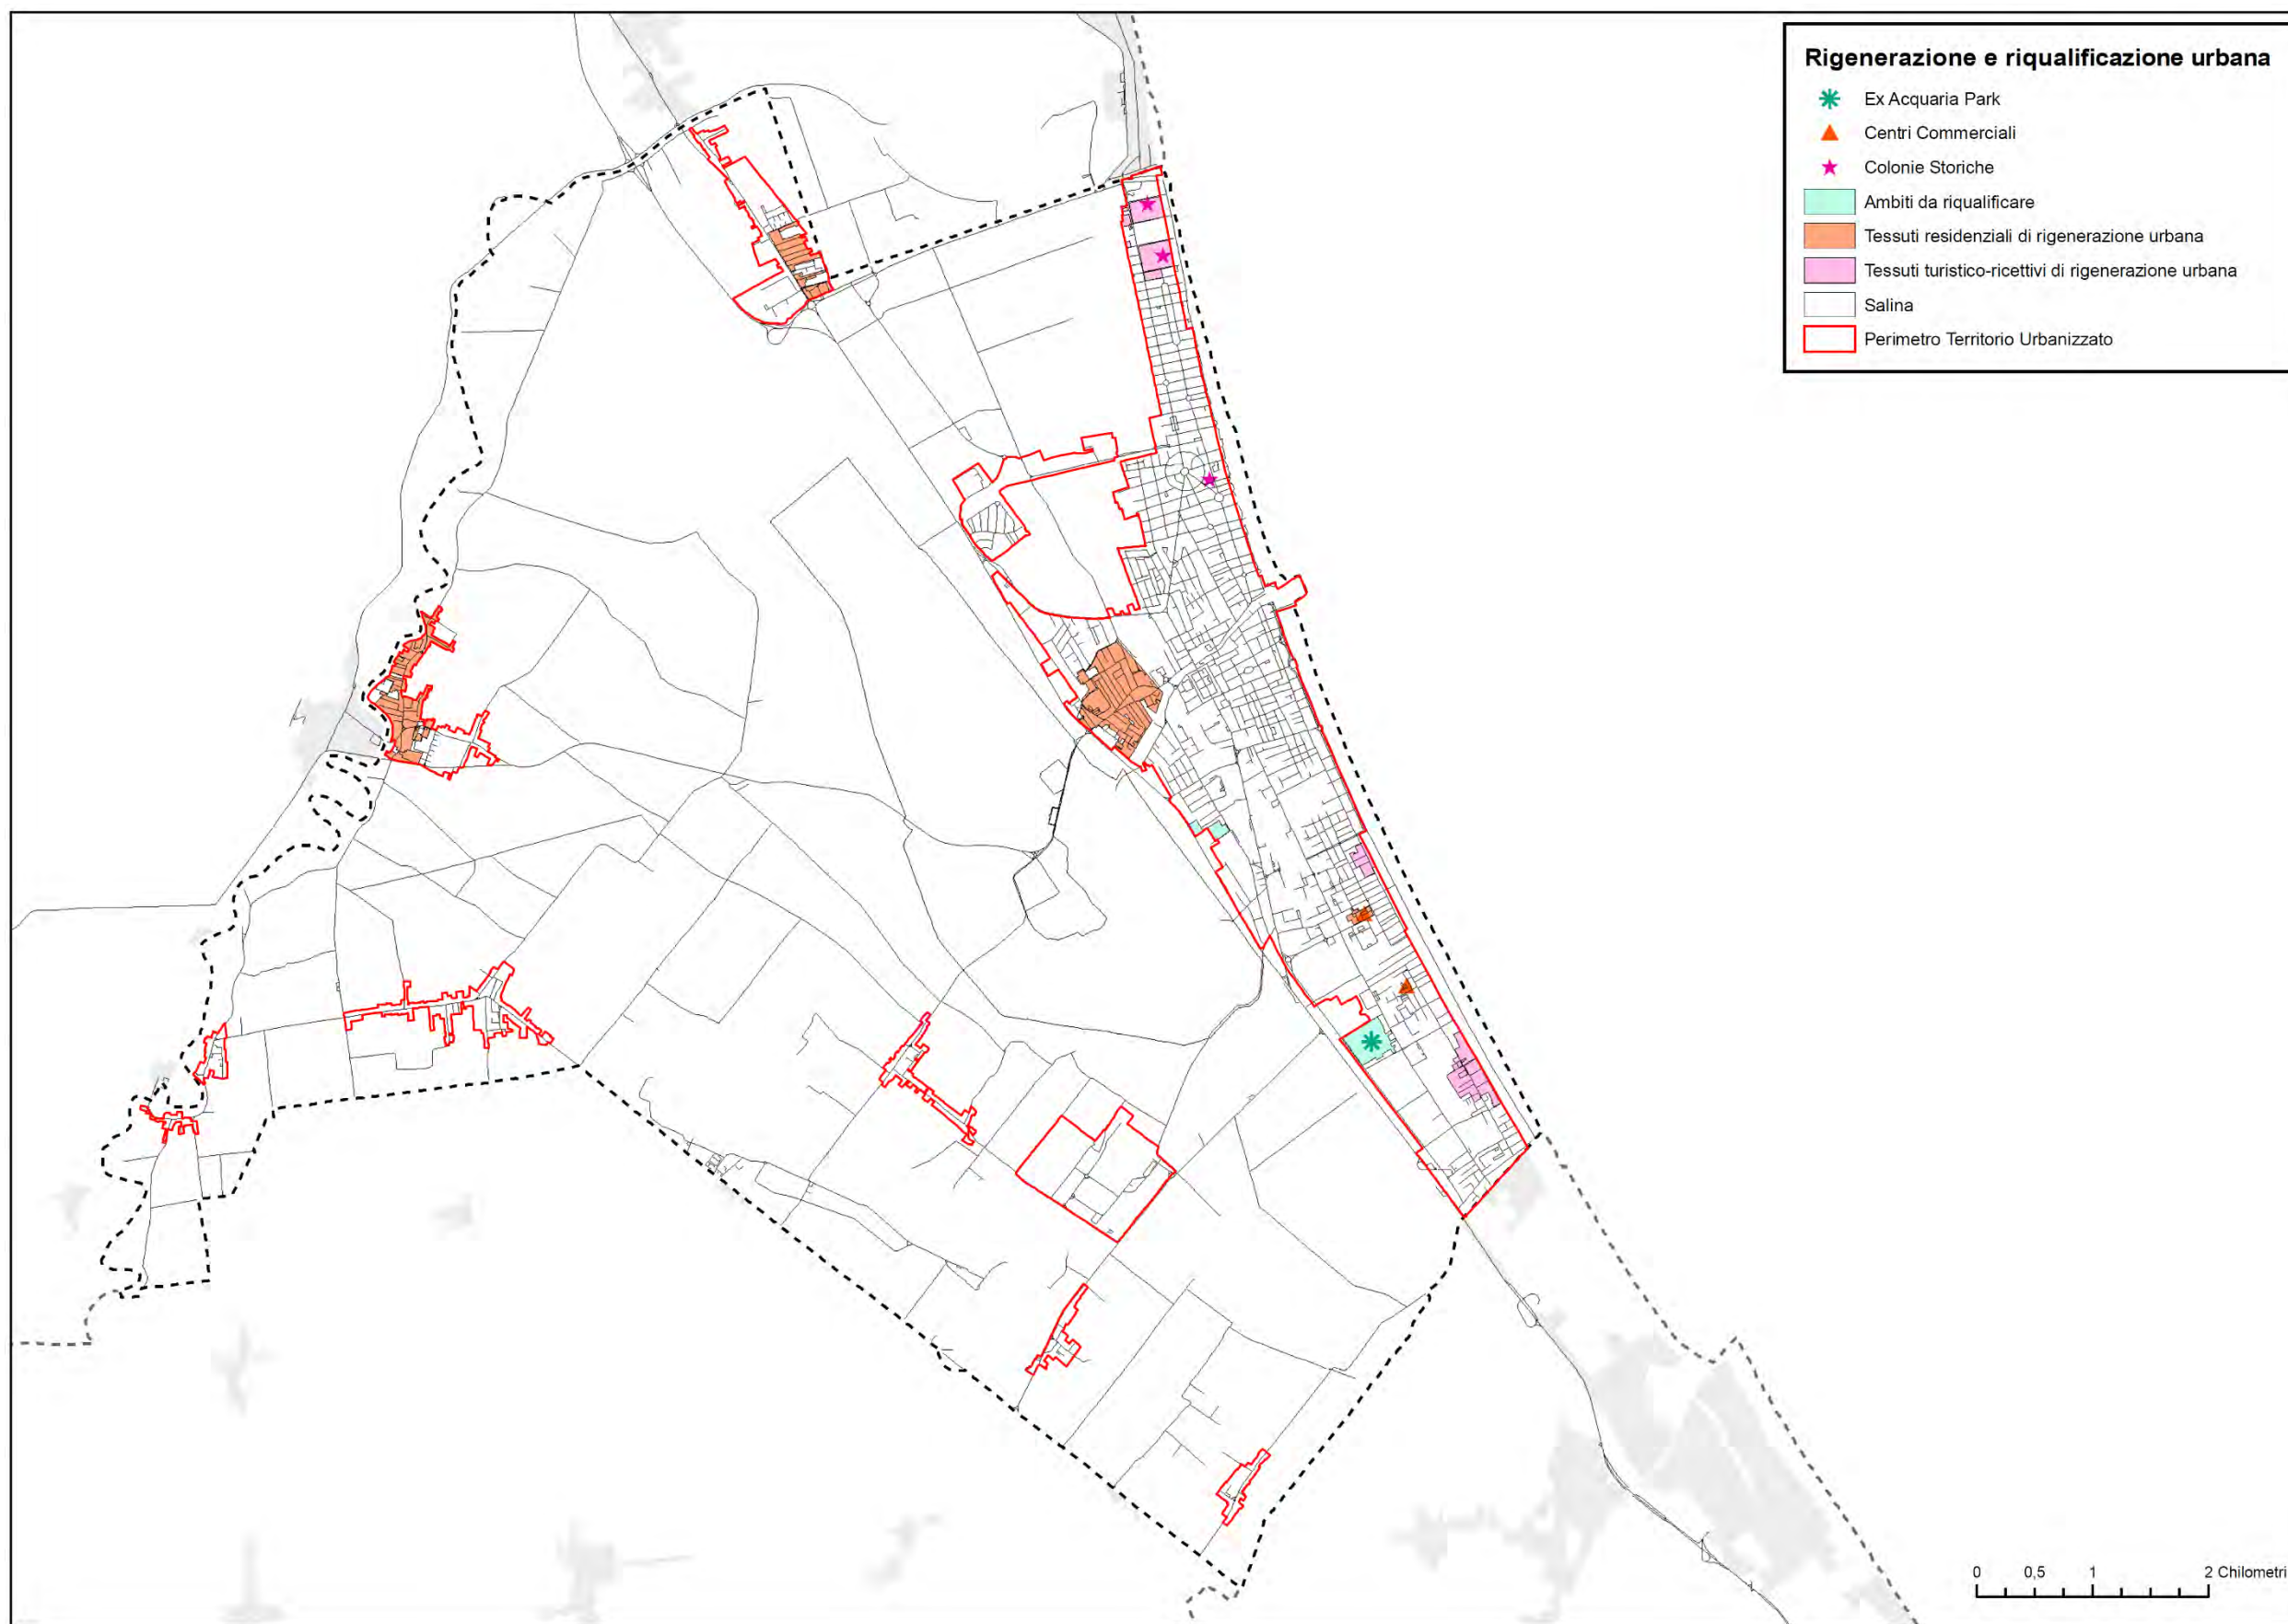 Rigenerazione e riqualificazione urbana
Ex Acquaria Park
Centri Commerciali
Colonie Storiche
Ambiti da riqualificare
Tessuti residenziali di rigenerazione urbana
Tessuti turistico-ricettivi di rigenerazione urbana
Salina
Perimetro Territorio Urbanizzato
0 0,5 1 2 Chilometri